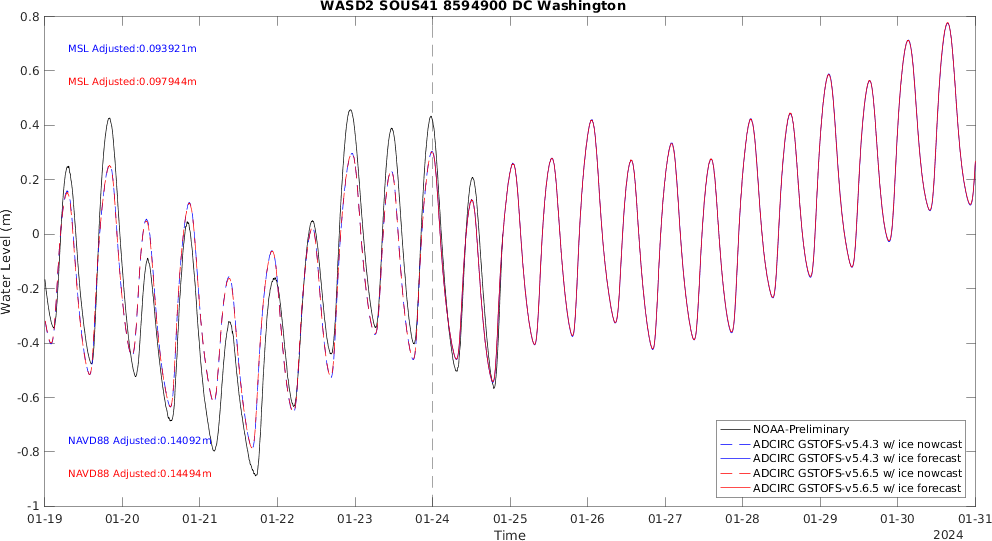 WASD2 SOUS41 8594900 DC Washington
MSL Adjusted:0.093921m
MSL Adjusted:0.097944m
NAVD88 Adjusted:0.14092m
NAVD88 Adjusted:0.14494m
0.8
0.6
0.4
0.2
0
-0.2
-0.4
-0.6
-0.8
-1
Water Level (m)
NOAA-Preliminary
ADCIRC GSTOFS-v5.4.3 w/ ice nowcast
ADCIRC GSTOFS-v5.4.3 w/ ice forecast
ADCIRC GSTOFS-v5.6.5 w/ ice nowcast
ADCIRC GSTOFS-v5.6.5 w/ ice forecast
01-19 01-20 01-21 01-22 01-23 01-24 01-25 01-26 01-27 01-28 01-29 01-30 01-31
Time
2024